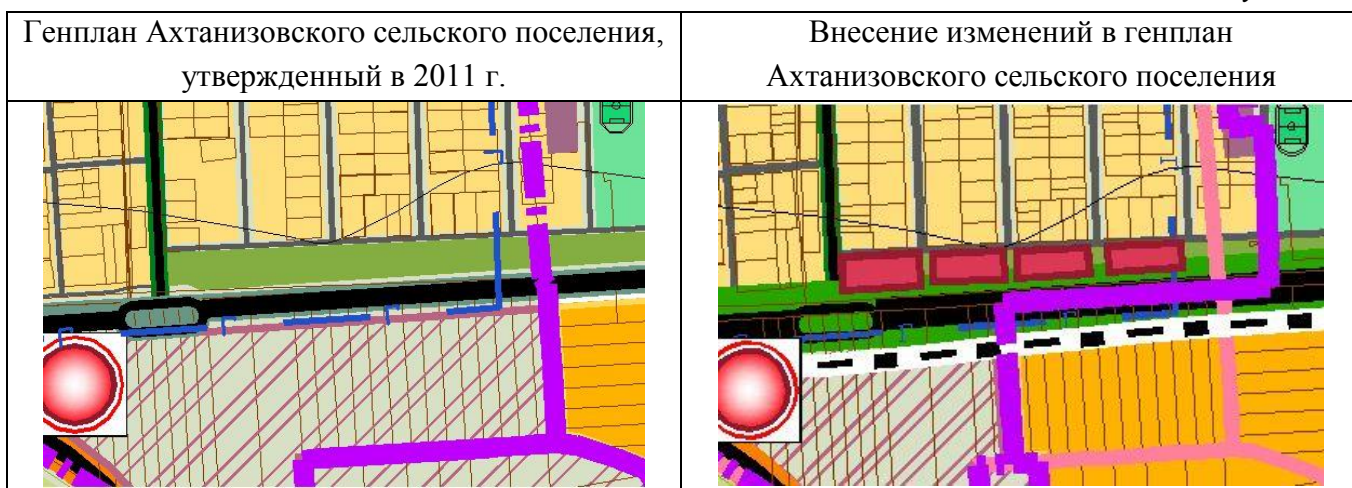 Генплан Ахтанизовского сельского поселения,
утвержденный в 2011 г.
Внесение изменений в генплан
Ахтанизовского сельского поселения